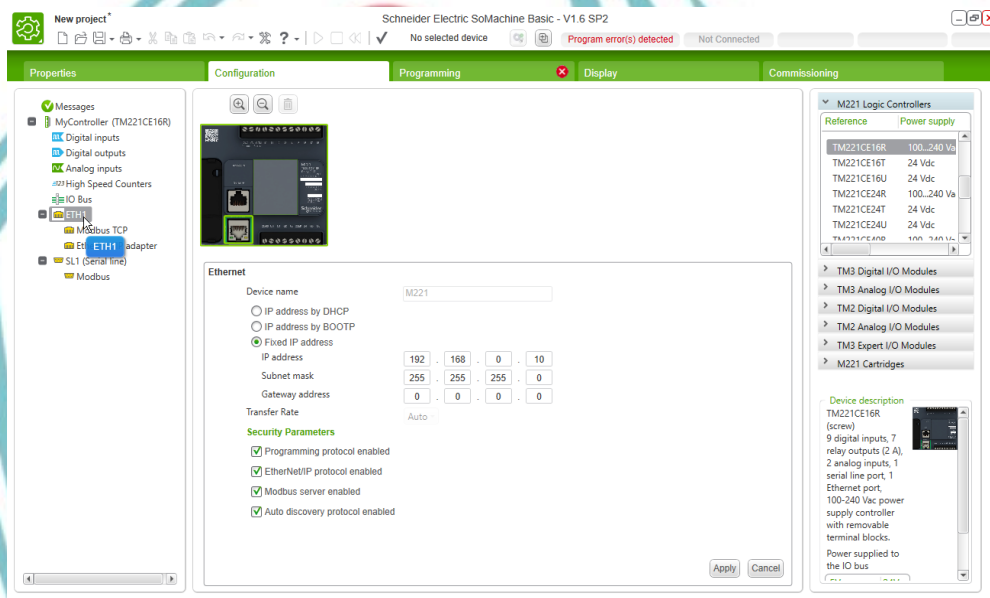 New project*
Schneider Electric SoMachine Basic - V1.6 SP2
No selected device
Program error(s) detected
Not Connected
Properties
Configuration
Programming
Display
Commissioning
Messages
MyController (TM221CE16R)
Digital inputs
Digital outputs
Analog inputs
High Speed Counters
IO Bus
ETH1
Modbus TCP
adapter
ETH1
SL1 (Serial line)
Modbus
Ethernet
Device name
M221
IP address by DHCP
IP address by BOOTP
Fixed IP address
IP address
192 . 168 . 0 . 10
Subnet mask
255 . 255 . 255 . 0
Gateway address
0 . 0 . 0 . 0
Transfer Rate
Auto
Security Parameters
Programming protocol enabled
EtherNet/IP protocol enabled
Modbus server enabled
Auto discovery protocol enabled
Apply
Cancel
M221 Logic Controllers
Reference Power supply
TM221CE16R 100...240 Va
TM221CE16T 24 Vdc
TM221CE16U 24 Vdc
TM221CE24R 100...240 Va
TM221CE24T 24 Vdc
TM221CE24U 24 Vdc
TM221CE40R 100...240 Va
TM3 Digital I/O Modules
TM3 Analog I/O Modules
TM2 Digital I/O Modules
TM2 Analog I/O Modules
TM3 Expert I/O Modules
M221 Cartridges
Device description
TM221CE16R
(screw)
9 digital inputs, 7
relay outputs (2 A),
2 analog inputs, 1
serial line port, 1
Ethernet port,
100-240 Vac power
supply controller
with removable
terminal blocks.
Power supplied to
the IO bus